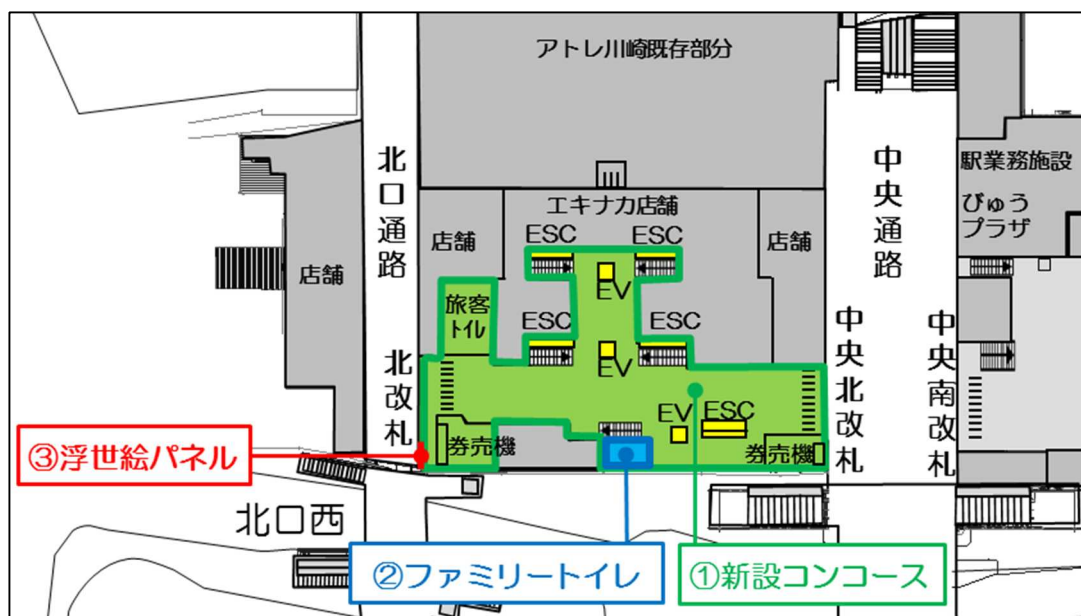 アトレ川崎既存部分
北口通路
中央通路
駅業務施設
びゅう
プラザ
エキナカ店舗
店舗
店舗
店舗
ESC
ESC
EV
旅客
トイレ
ESC
ESC
EV
北改札
中央北改札
中央南改札
EV
ESC
券売機
券売機
③浮世絵パネル
北口西
②ファミリートイレ
①新設コンコース